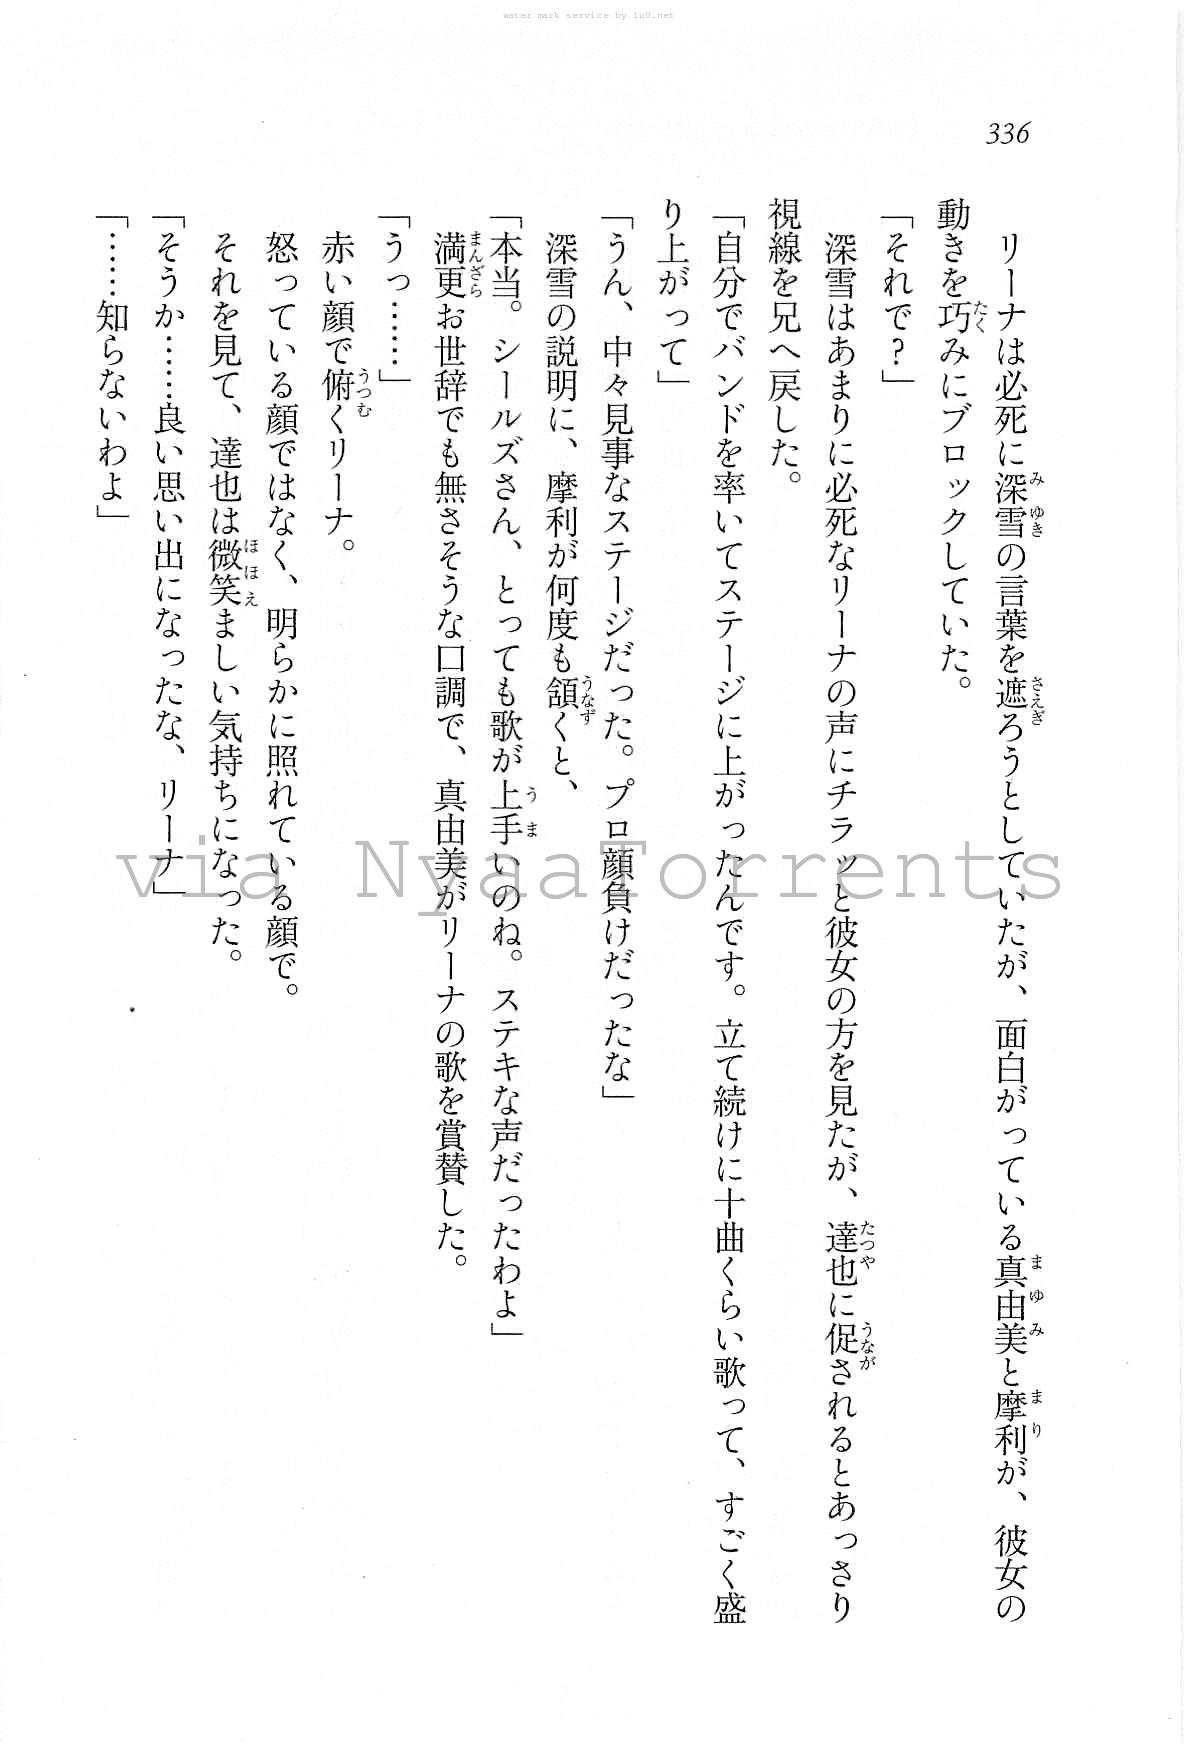 water mark service by lu0.net
336
リーナは必死に深雪の言葉を遮ろうとしていたが、面白がっている真由美と摩利が、彼女の
動きを巧みにブロックしていた。
「それで?」
深雪はあまりに必死なリーナの声にチラッと彼女の方を見たが、達也に促されるとあっさり
視線を兄へ戻した。
「自分でバンドを率いてステージに上がったんです。立て続けに十曲くらい歌って、すごく盛
り上がって」
「うん、中々見事なステージだった。プロ顔負けだったな」
深雪の説明に、摩利が何度も頷くと、
「本当。シールズさん、とっても歌が上手いのね。ステキな声だったわよ」
満更お世辞でも無さそうな口調で、真由美がリーナの歌を賞賛した。
「うっ……」
赤い顔で俯くリーナ。
怒っている顔ではなく、明らかに照れている顔で。
それを見て、達也は微笑ましい気持ちになった。
「そうか……良い思い出になったな、リーナ」
「……知らないわよ」
via NyaaTorrents